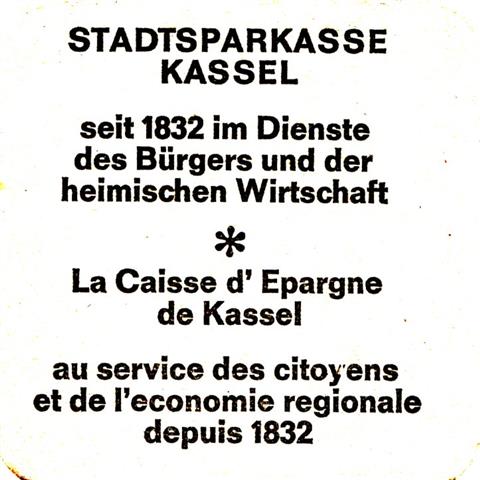 STADTSPARKASSE
KASSEL
seit 1832 im Dienste
des Bürgers und der
heimischen Wirtschaft
*
La Caisse d' Epargne
de Kassel
au service des citoyens
et de l'economie regionale
depuis 1832